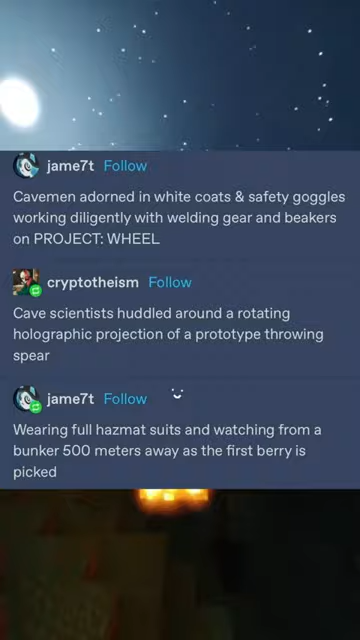 jame7t Follow
Cavemen adorned in white coats & safety goggles
working diligently with welding gear and beakers
on PROJECT: WHEEL
cryptotheism Follow
Cave scientists huddled around a rotating
holographic projection of a prototype throwing
spear
jame7t Follow
Wearing full hazmat suits and watching from a
bunker 500 meters away as the first berry is
picked